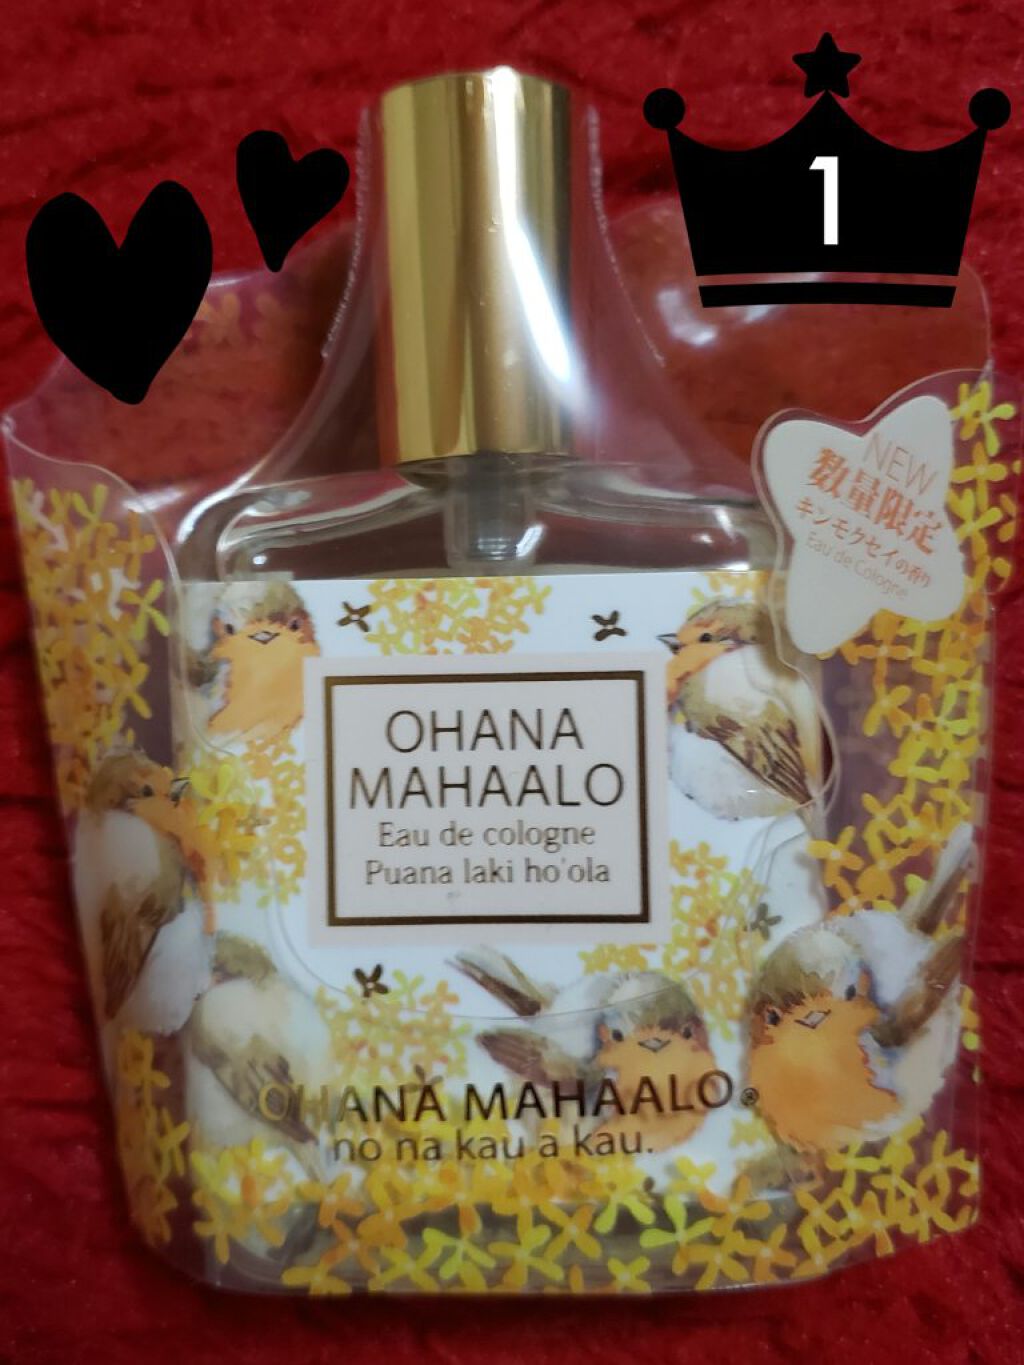 1
NEW
数量限定
キンモクセイの香り
Eau de Cologne
OHANA
MAHAALO
Eau de cologne
Puana laki ho'ola
OHANA MAHAALO®
no na kau a kau.